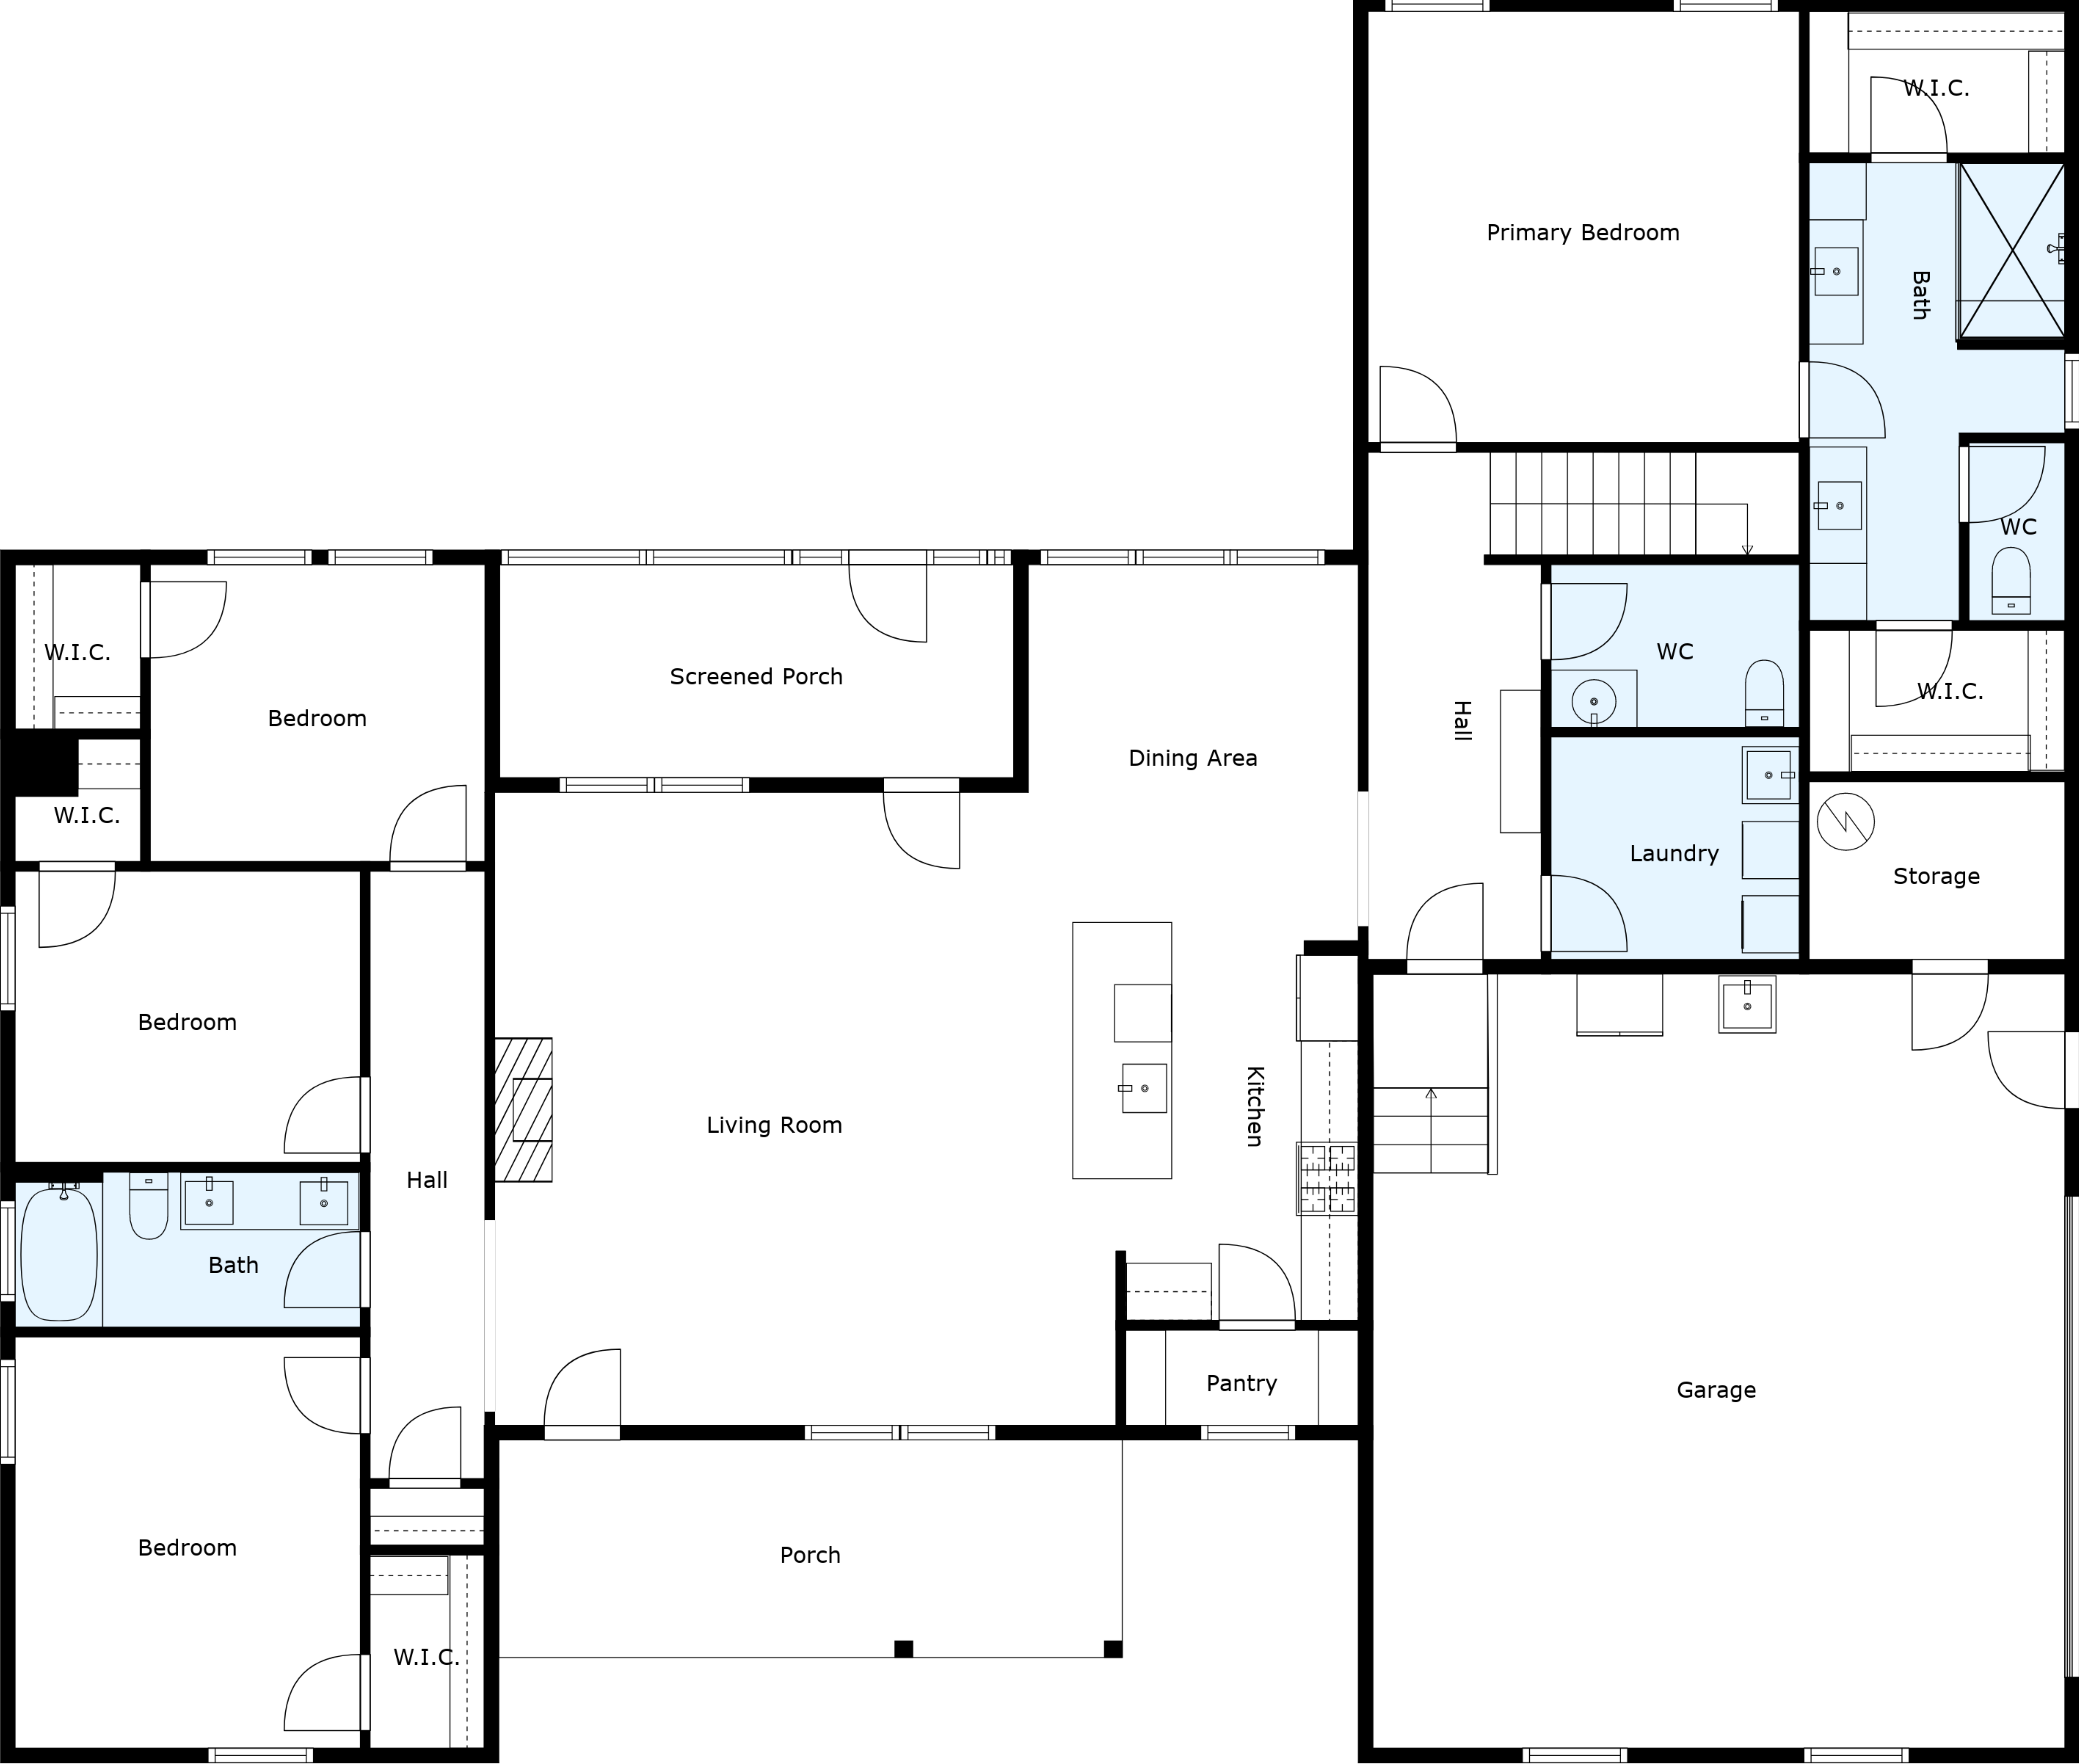 W.I.C.
Primary Bedroom
Bath
WC
W.I.C.
Screened Porch
WC
W.I.C.
Bedroom
Hall
Dining Area
W.I.C.
Laundry
Storage
Bedroom
Kitchen
Living Room
Hall
Bath
Pantry
Garage
Bedroom
Porch
W.I.C.